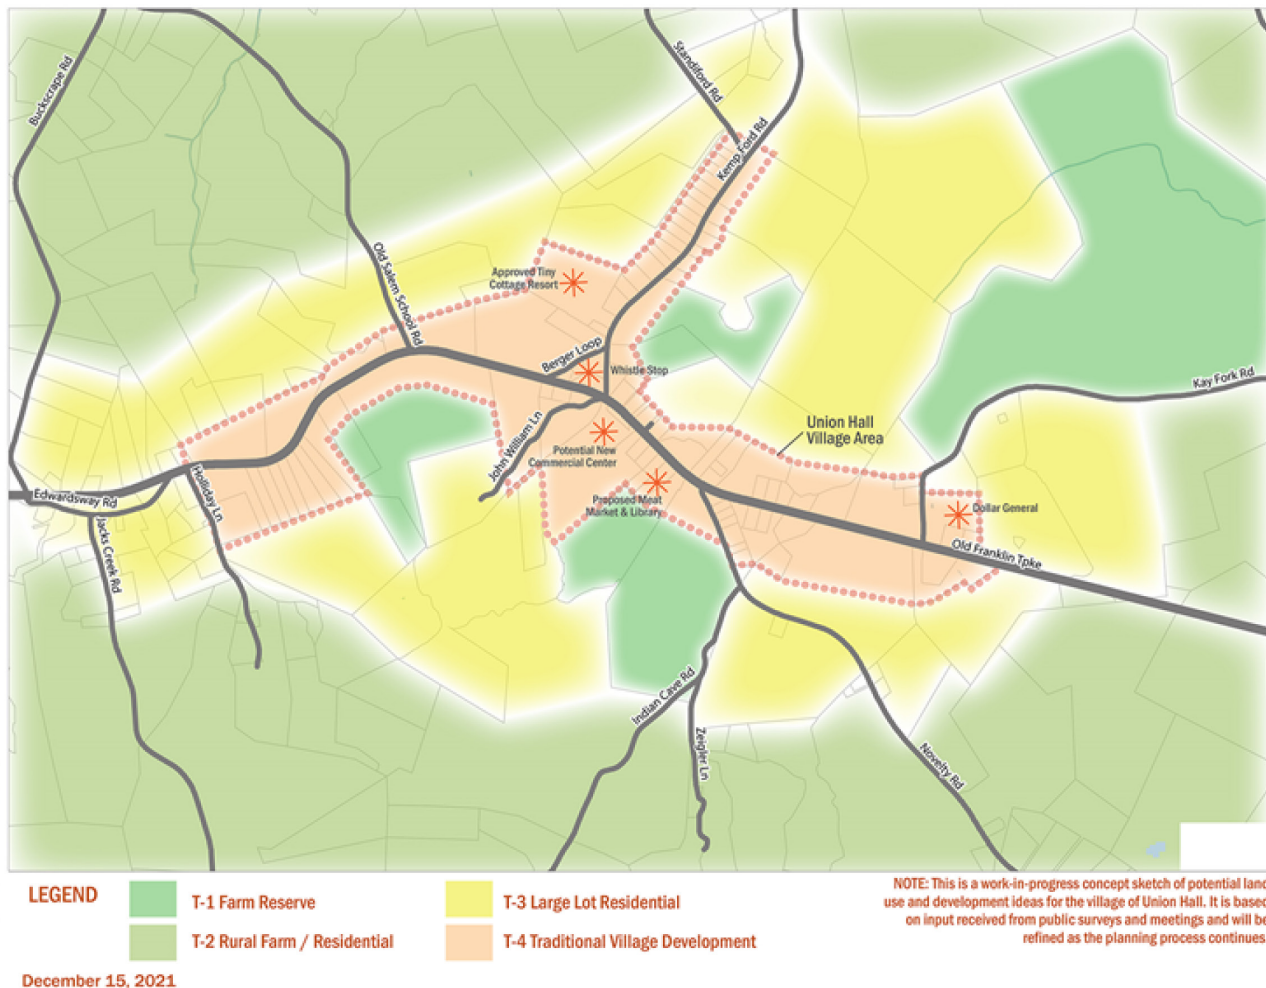 Buckscrape Rd
Standiford Rd
Kemp Ford Rd
Old Salem School Rd
Approved Tiny
Cottage Resort
Berger Loop
Whistle Stop
Kay Fork Rd
John William Ln
Union Hall
Village Area
Potential New
Commercial Center
Holliday Ln
Edwardsway Rd
Proposed Meat
Market & Library
Dollar General
Jacks Creek Rd
Old Franklin Tpke
Indian Cave Rd
Zeigler Ln
Novelty Rd
LEGEND
T-1 Farm Reserve
T-2 Rural Farm / Residential
T-3 Large Lot Residential
T-4 Traditional Village Development
NOTE: This is a work-in-progress concept sketch of potential land
use and development ideas for the village of Union Hall. It is based
on input received from public surveys and meetings and will be
refined as the planning process continues
December 15, 2021